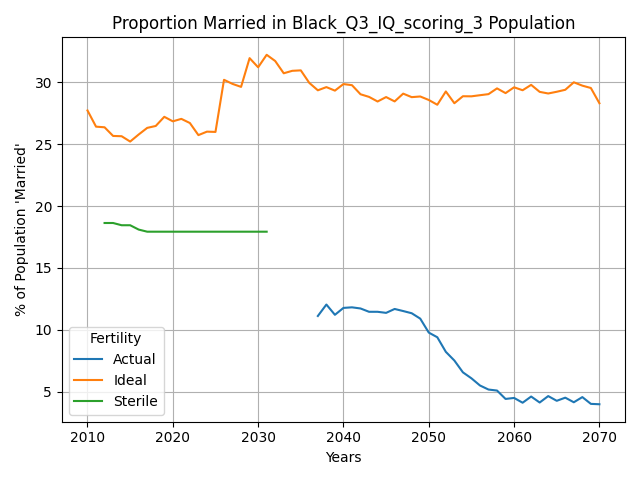 Proportion Married in Black_Q3_IQ_scoring_3 Population
% of Population 'Married'
30
25
20
15
10
5
Fertility
Actual
Ideal
Sterile
2010 2020 2030 2040 2050 2060 2070
Years